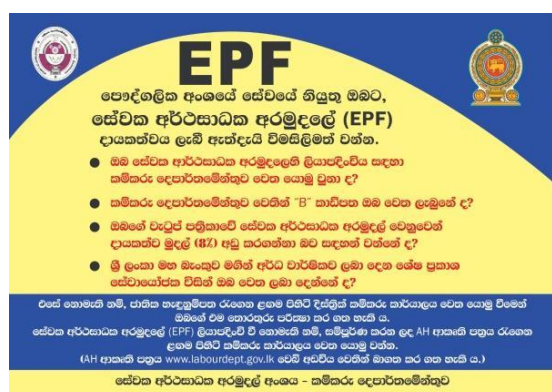 EPF
පෞද්ගලික අංශයේ සේවයේ නියුතු ඔබට,
සේවක අර්ථසාධක අරමුදලේ (EPF)
දායකත්වය ලැබී ඇත්දැයි විමසිලිමත් වන්න.
ඔබ සේවක අර්ථසාධක අරමුදලෙහි ලියාපදිංචිය සඳහා
කම්කරු දෙපාර්තමේන්තුව වෙත යොමු වුනා ද?
කම්කරු දෙපාර්තමේන්තුව වෙතින් "B" කාඩ්පත ඔබ වෙත ලැබුනේ ද?
ඔබගේ වැටුප් පත්‍රිකාවේ සේවක අර්ථසාධක අරමුදල් වෙනුවෙන්
දායකත්ව මුදල් (8%) අඩු කරගන්නා බව සඳහන් වන්නේ ද?
ශ්‍රී ලංකා මහ බැංකුව මගින් අර්ධ වාර්ෂිකව ලබා දෙන ශේෂ ප්‍රකාශ
සේවායෝජක විසින් ඔබ වෙත ලබා දෙන්නේ ද?
එසේ නොමැති නම්, ජාතික හැඳුනුම්පත රැගෙන ළඟම පිහිටි දිස්ත්‍රික් කම්කරු කාර්යාලය වෙත යොමු වීමෙන්
ඔබගේ එම තොරතුරු පරීක්ෂා කර ගත හැකි ය.
සේවක අර්ථසාධක අරමුදලේ (EPF) ලියාපදිංචි වී නොමැති නම්, සම්පූර්ණ කරන ලද AH ආකෘති පත්‍රය රැගෙන
ළඟම පිහිටි කම්කරු කාර්යාලය වෙත යොමු වන්න.
(AH ආකෘති පත්‍රය www.labourdept.gov.lk වෙබ් අඩවිය වෙතින් බාගත කර ගත හැකි ය.)
සේවක අර්ථසාධක අරමුදල් අංශය - කම්කරු දෙපාර්තමේන්තුව